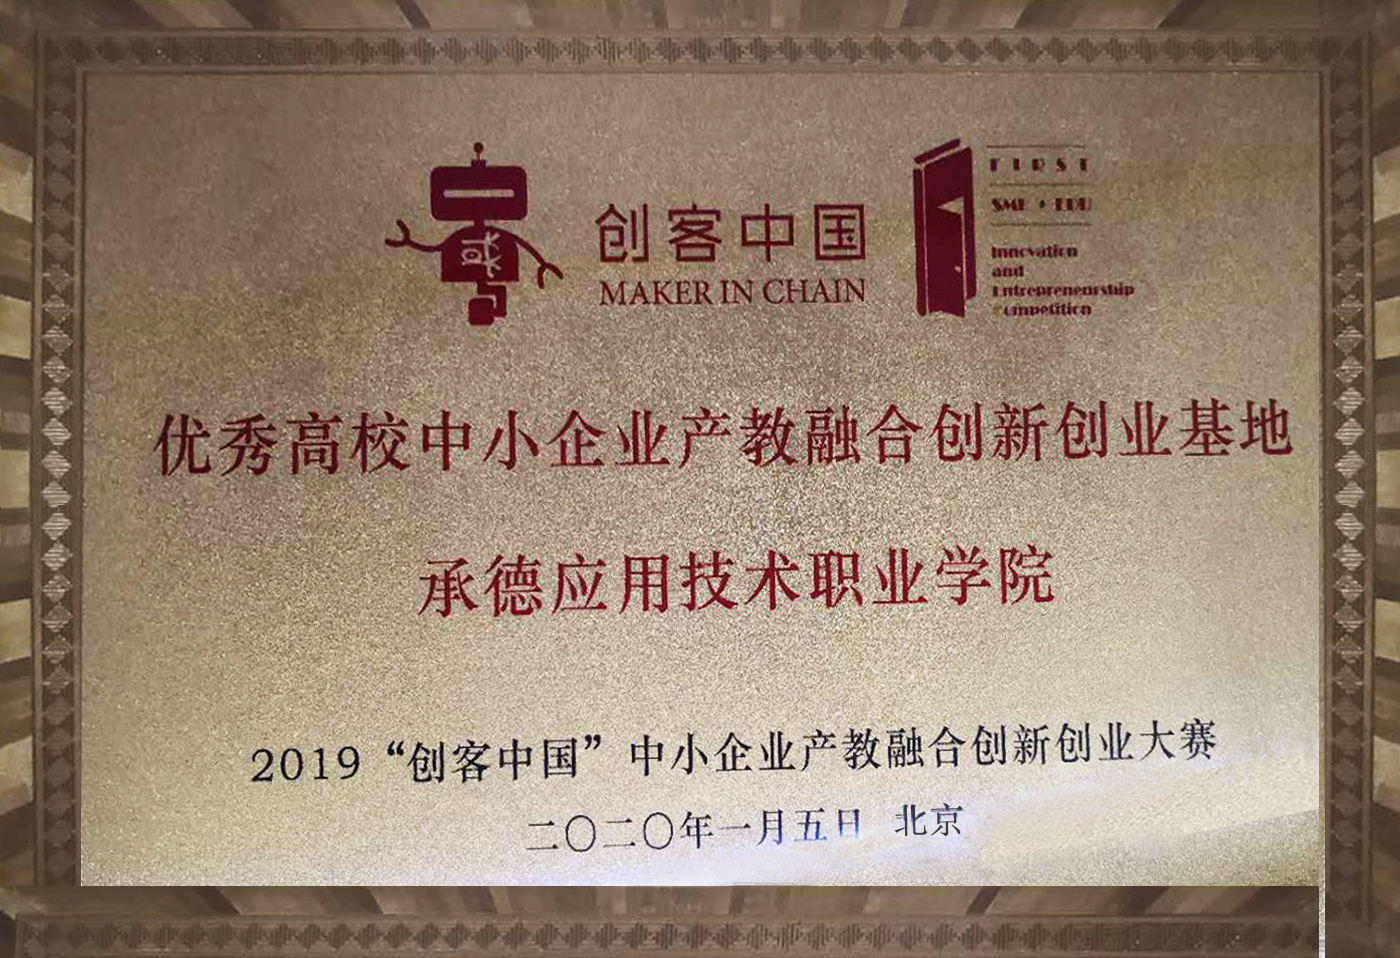 创客中国
MAKER IN CHAIN
FIRST
SME + EDU
Innovation
and
Entrepreneurship
Competition
优秀高校中小企业产教融合创新创业基地
承德应用技术职业学院
2019“创客中国”中小企业产教融合创新创业大赛
二〇二〇年一月五日 北京